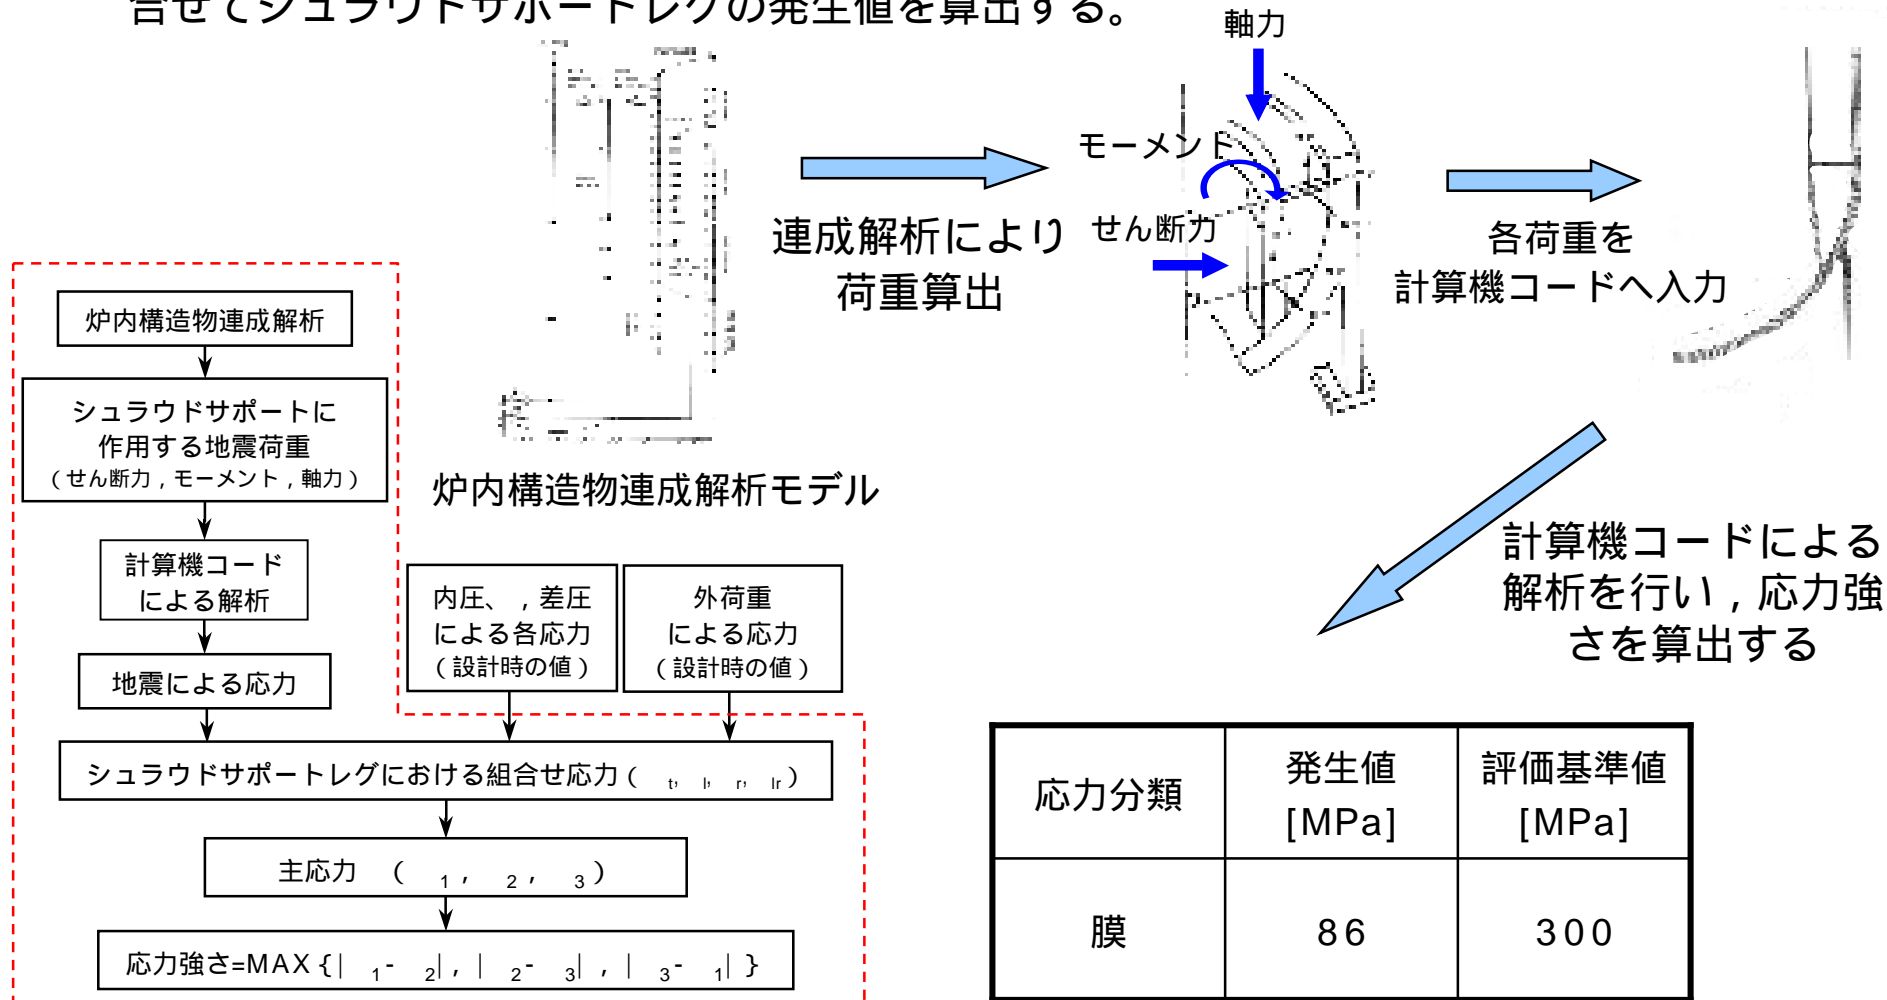 合せてシュラウドサポートレグの発生値を算出する。
軸力
モーメント
せん断力
連成解析により
荷重算出
各荷重を
計算機コードへ入力
炉内構造物連成解析モデル
計算機コードによる
解析を行い，応力強
さを算出する
炉内構造物連成解析
シュラウドサポートに
作用する地震荷重
（せん断力，モーメント，軸力）
計算機コード
による解析
地震による応力
内圧、，差圧
による各応力
（設計時の値）
外荷重
による応力
（設計時の値）
シュラウドサポートレグにおける組合せ応力（ t, l, r, lr）
主応力 （ 1， 2， 3）
応力強さ=MAX｛| 1- 2|，| 2- 3|，| 3- 1|｝
応力分類
発生値
[MPa]
評価基準値
[MPa]
膜
86
300